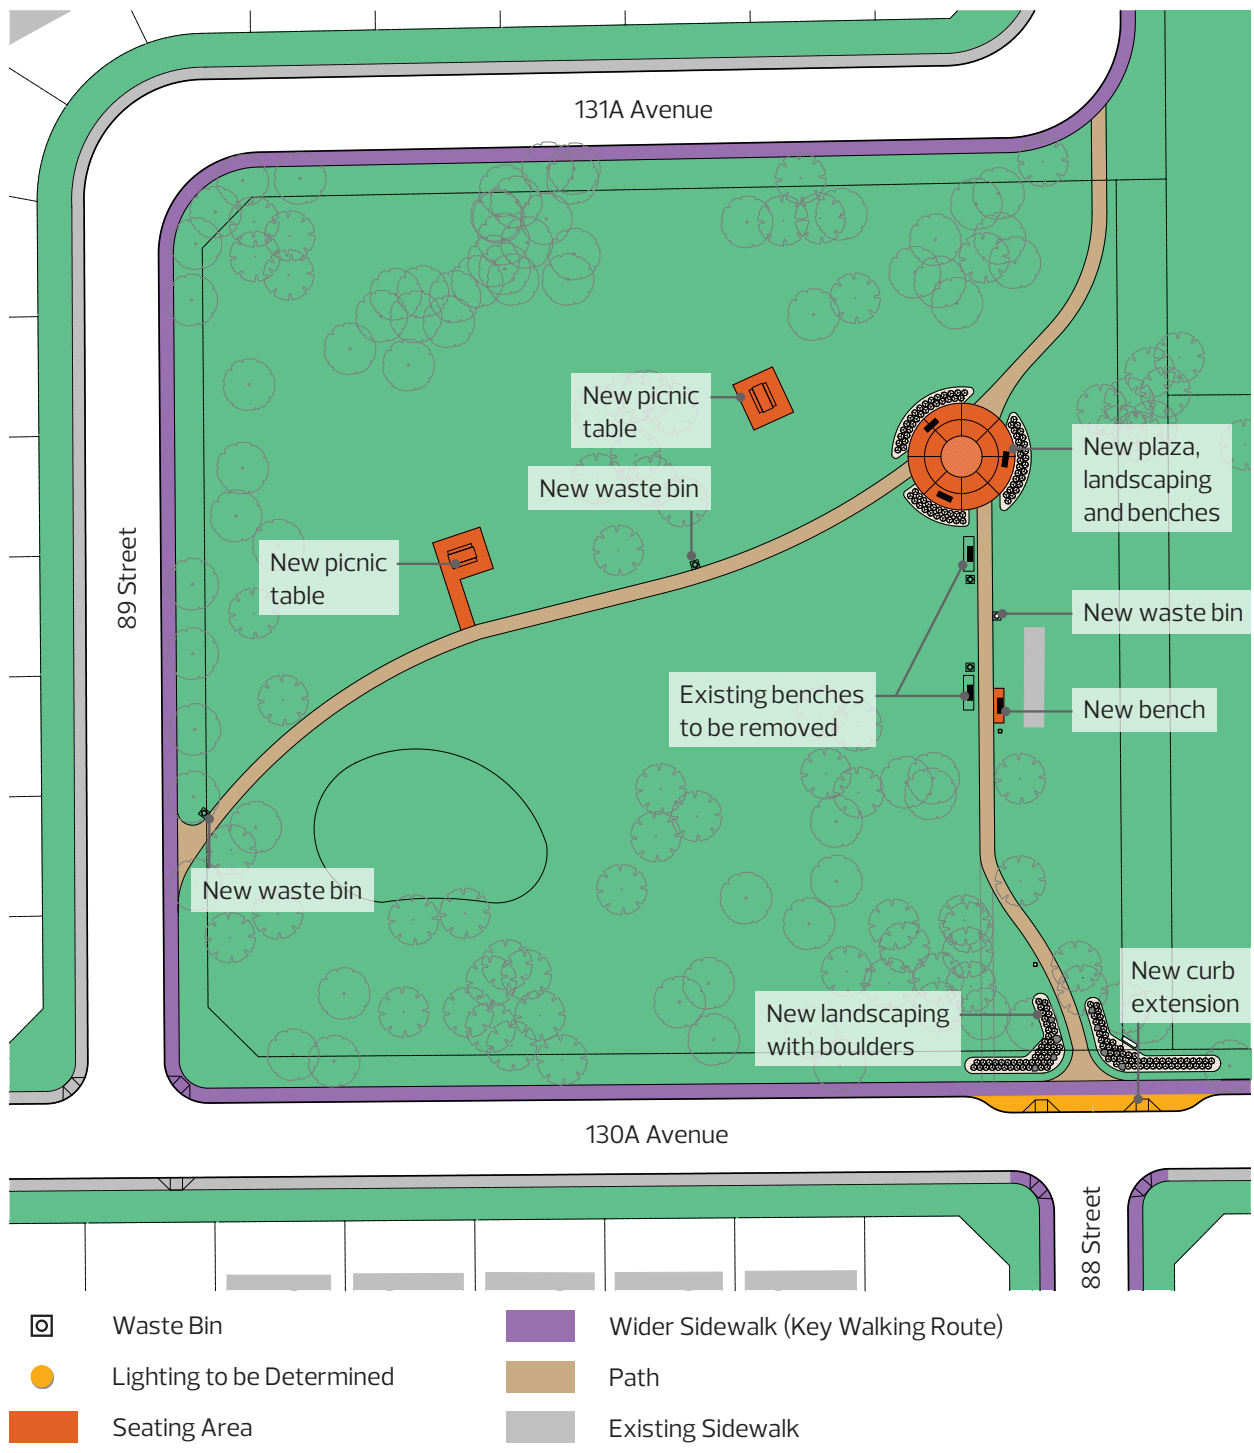 131A Avenue
New picnic
table
New waste bin
New plaza,
landscaping
and benches
89 Street
New picnic
table
New waste bin
Existing benches
to be removed
New bench
New waste bin
New curb
extension
New landscaping
with boulders
130A Avenue
88 Street
Waste Bin
Wider Sidewalk (Key Walking Route)
Lighting to be Determined
Path
Seating Area
Existing Sidewalk